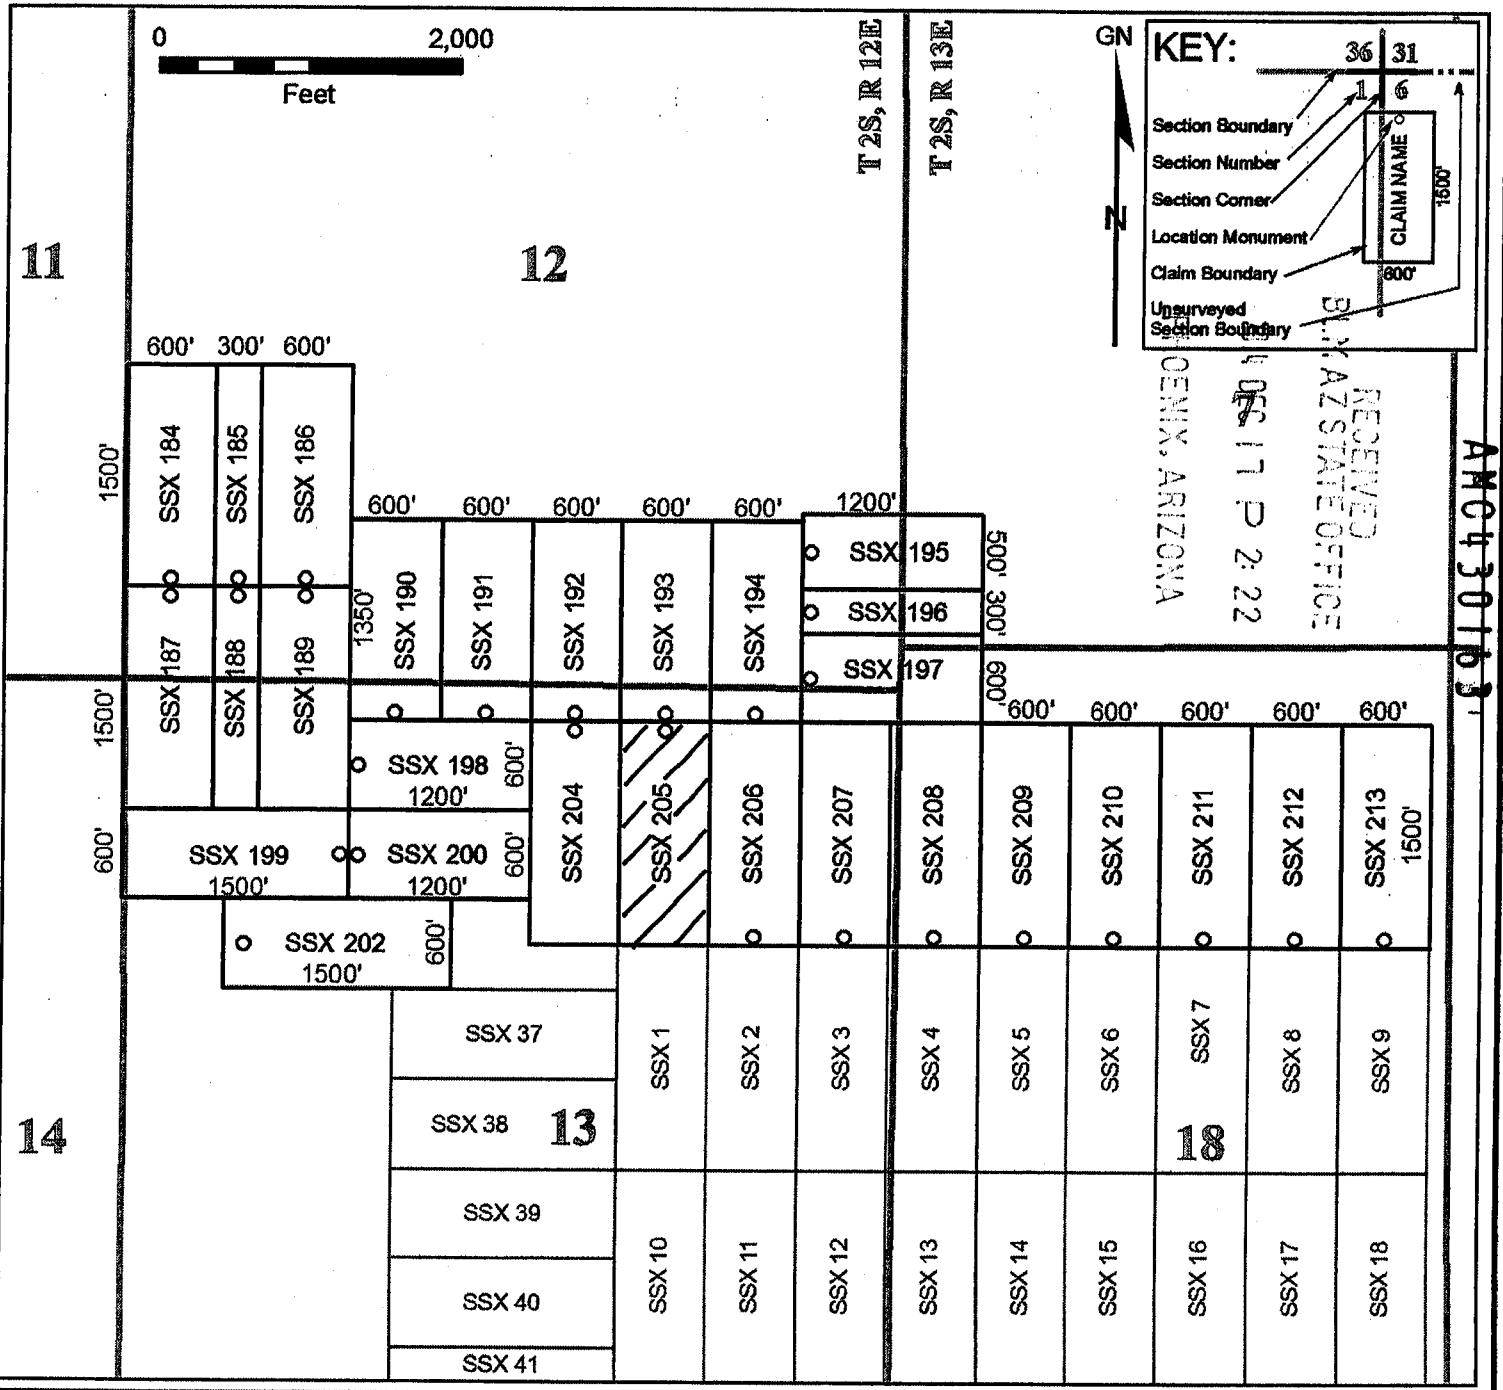 0 2,000
Feet
T 2S, R 12E
T 2S, R 13E
GN
N
KEY:
36 31
1 6
Section Boundary
Section Number
Section Corner
Location Monument
Claim Boundary
Unsurveyed
Section Boundary
CLAIM NAME
1500'
600'
RECEIVED
BLM AZ STATE OFFICE
DEC 17 P 2:22
PHOENIX, ARIZONA
7
11
12
600' 300' 600'
1500'
SSX 184
SSX 185
SSX 186
600' 600' 600' 600' 600' 1200'
1350'
SSX 190
SSX 191
SSX 192
SSX 193
SSX 194
SSX 195
500'
SSX 196
300'
SSX 197
600'
SSX 187
SSX 188
SSX 189
1500'
600' 600' 600' 600' 600'
SSX 198
1200'
600'
SSX 204
SSX 205
SSX 206
SSX 207
SSX 208
SSX 209
SSX 210
SSX 211
SSX 212
SSX 213
1500'
600'
SSX 199
1500'
SSX 200
1200'
600'
SSX 202
1500'
600'
SSX 37
SSX 1
SSX 2
SSX 3
SSX 4
SSX 5
SSX 6
SSX 7
SSX 8
SSX 9
14
SSX 38
13
18
SSX 39
SSX 10
SSX 11
SSX 12
SSX 13
SSX 14
SSX 15
SSX 16
SSX 17
SSX 18
SSX 40
SSX 41